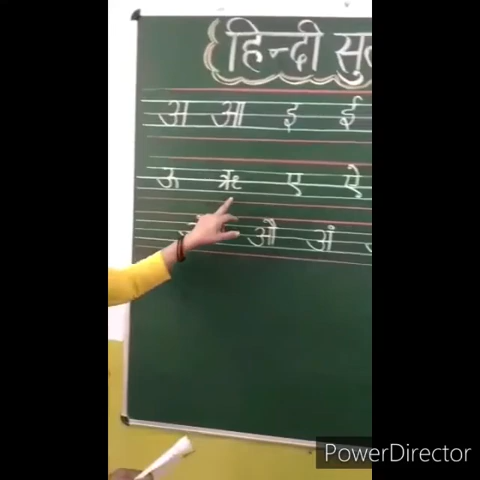 हिन्दी
अ आ इ ई
ऊ ऋ ए ऐ
औ अं
PowerDirector